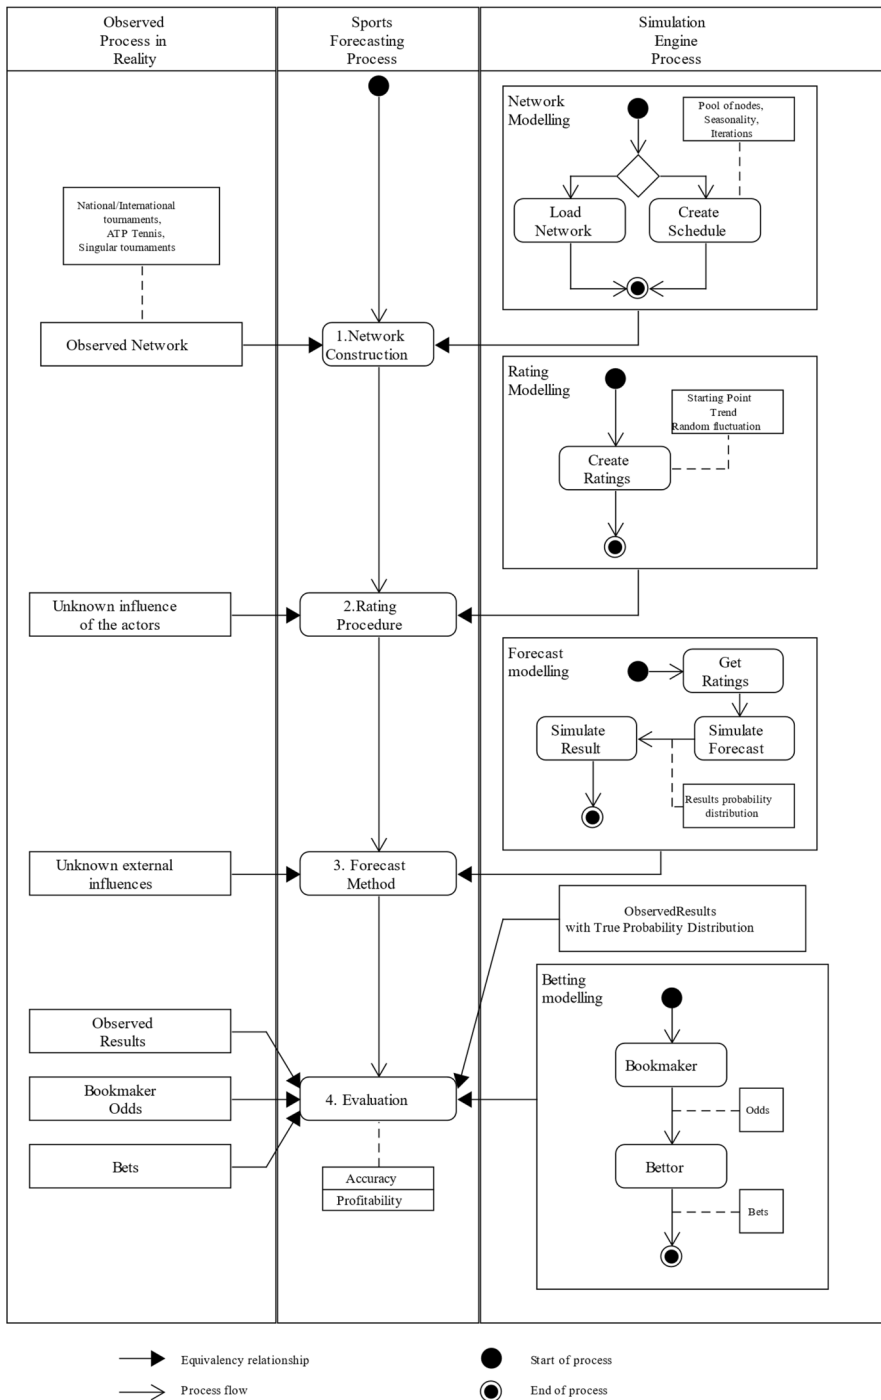 Observed
Process in
Reality
Sports
Forecasting
Process
Simulation
Engine
Process
Network
Modelling
Pool of nodes,
Seasonality,
Iterations
Load
Network
Create
Schedule
National/International
tournaments,
ATP Tennis,
Singular tournaments
Observed Network
1.Network
Construction
Rating
Modelling
Starting Point
Trend
Random fluctuation
Create
Ratings
Unknown influence
of the actors
2.Rating
Procedure
Forecast
modelling
Get
Ratings
Simulate
Result
Simulate
Forecast
Results probability
distribution
Unknown external
influences
3. Forecast
Method
ObservedResults
with True Probability Distribution
Betting
modelling
Observed
Results
Bookmaker
Odds
Bets
4. Evaluation
Accuracy
Profitability
Bookmaker
Odds
Bettor
Bets
Equivalency relationship
Start of process
Process flow
End of process